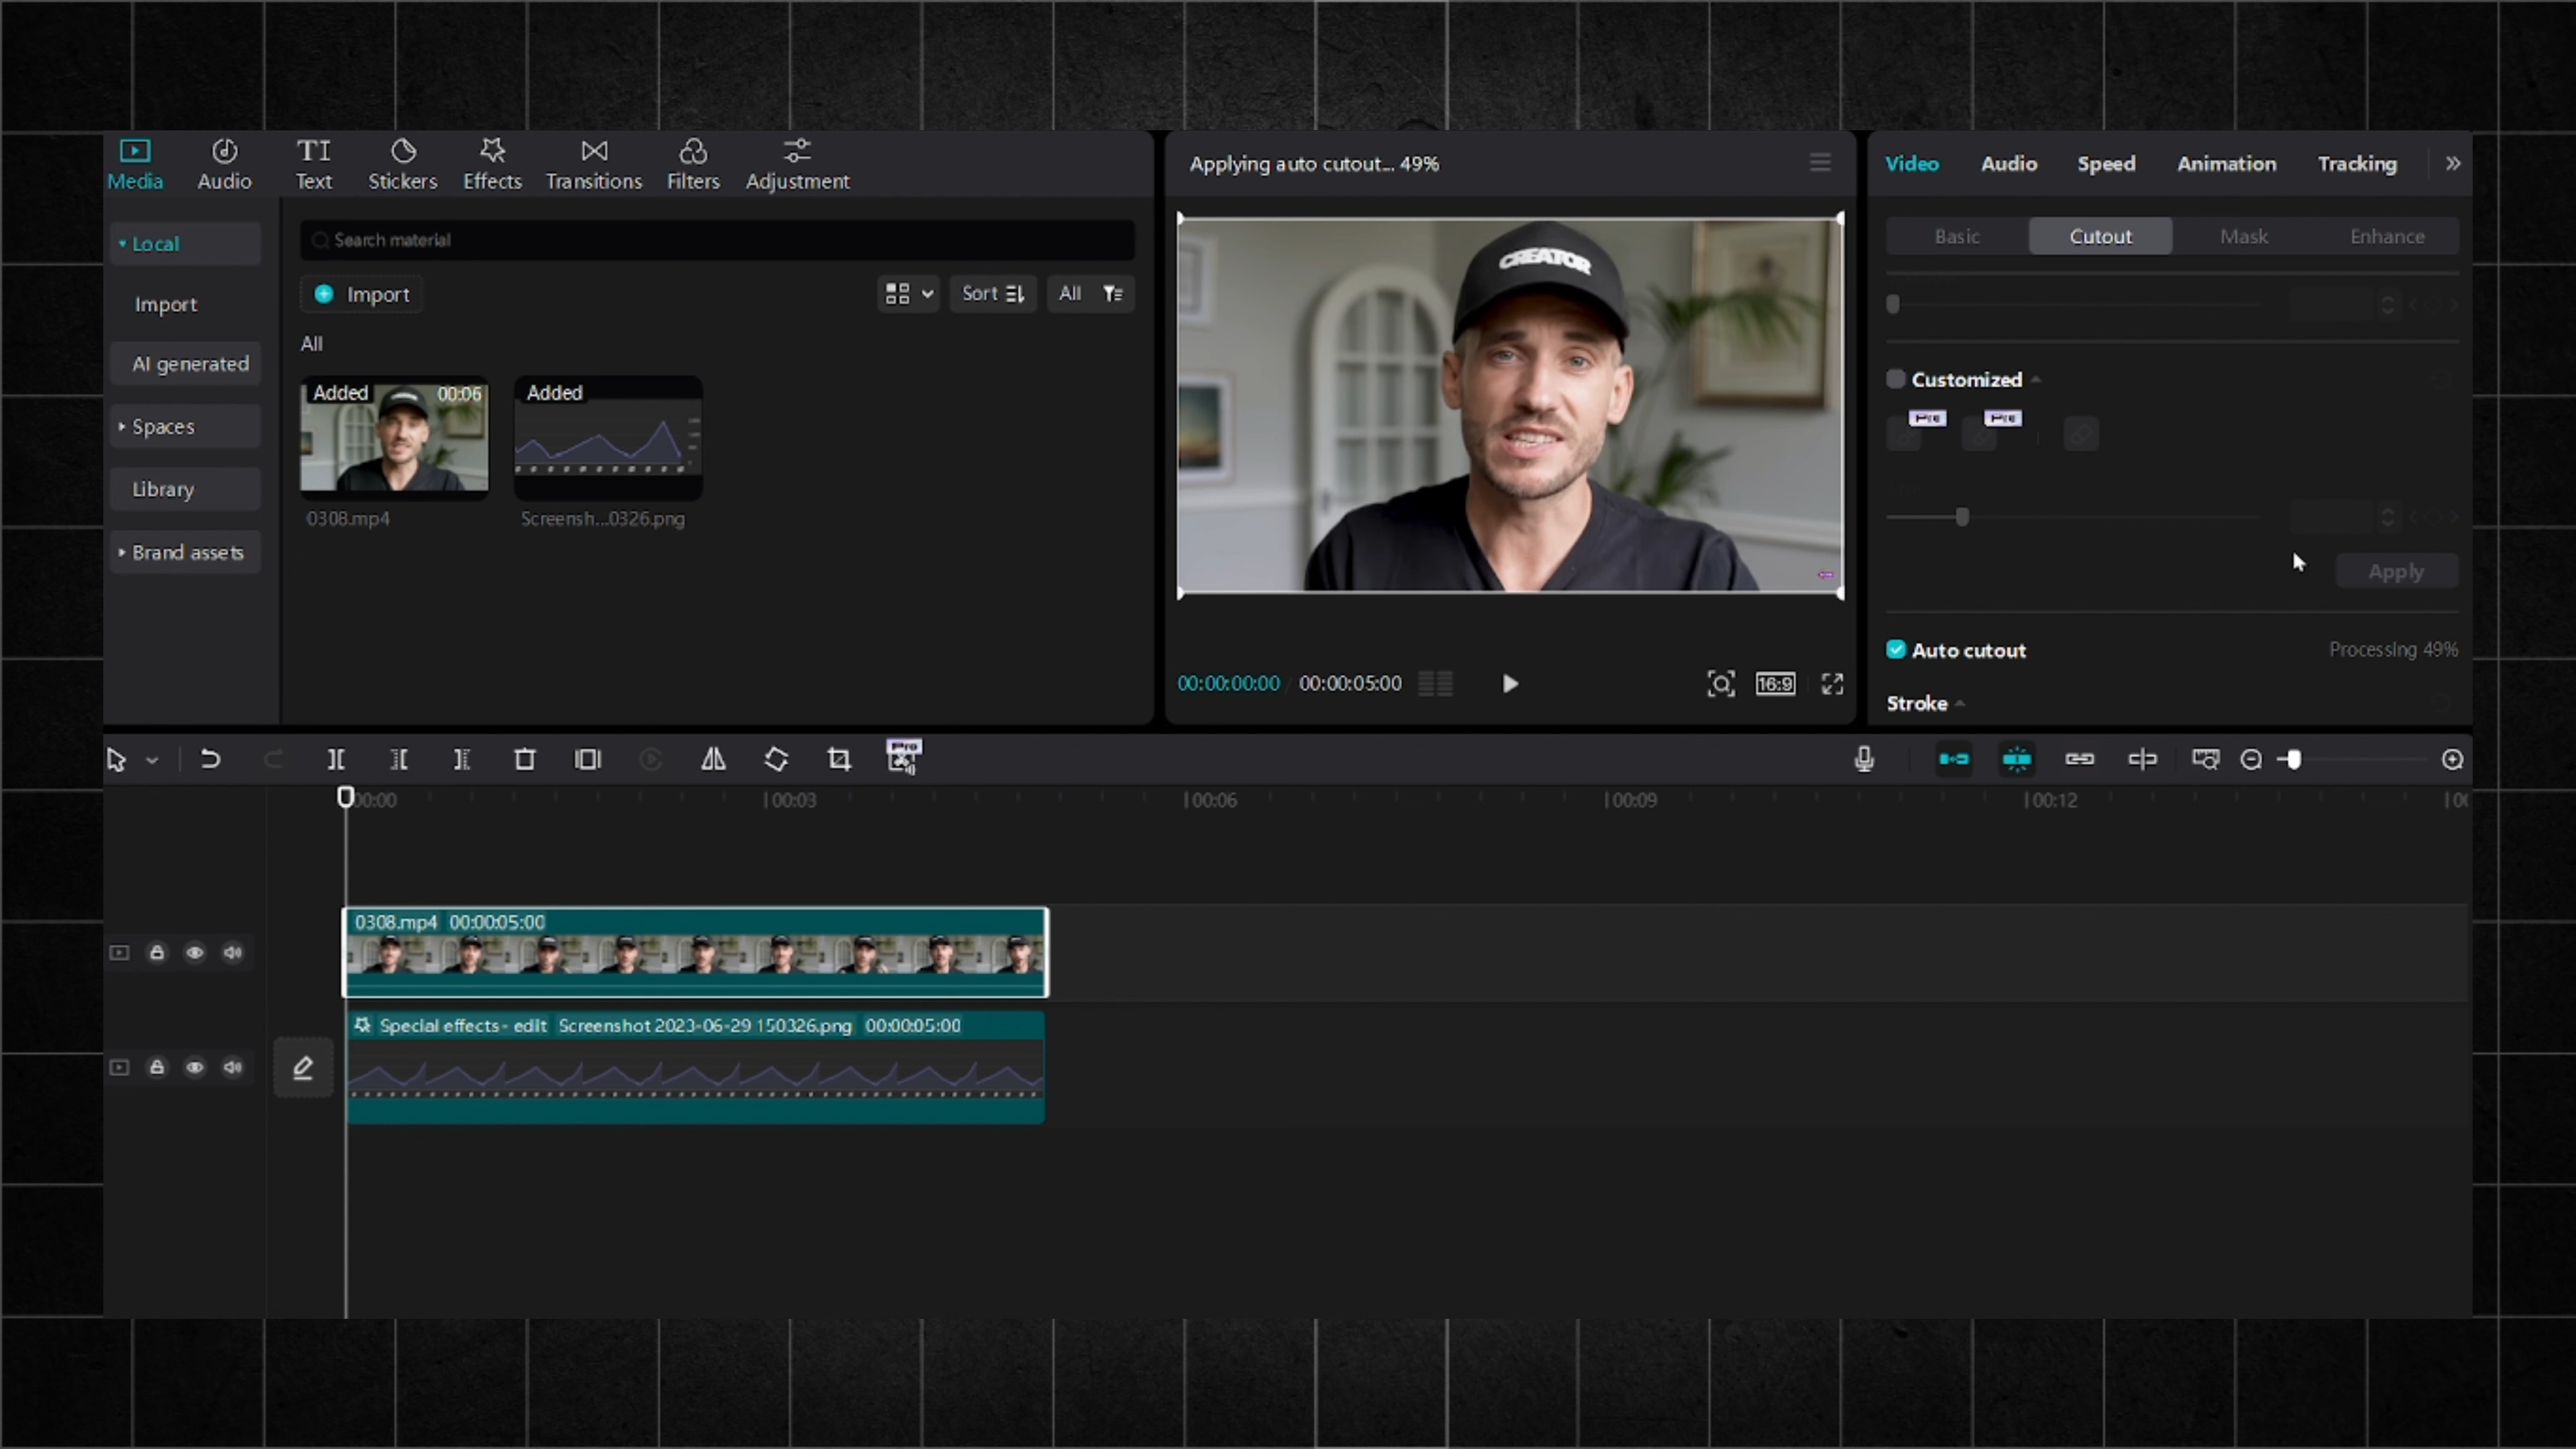 Media Audio TI Text Stickers Effects Transitions Filters Adjustment
Local
Import
AI generated
Spaces
Library
Brand assets
Search material
Import
Sort
All
All
Added 00:06
0308.mp4
Added
Screensh...0326.png
Applying auto cutout... 49%
CREATOR
00:00:00:00 / 00:00:05:00
16:9
Video Audio Speed Animation Tracking
Basic Cutout Mask Enhance
Customized
Pro Pro
Apply
Auto cutout Processing 49%
Stroke
Pro
00:00 00:03 00:06 00:09 00:12
0308.mp4 00:00:05:00
Special effects - edit Screenshot 2023-06-29 150326.png 00:00:05:00